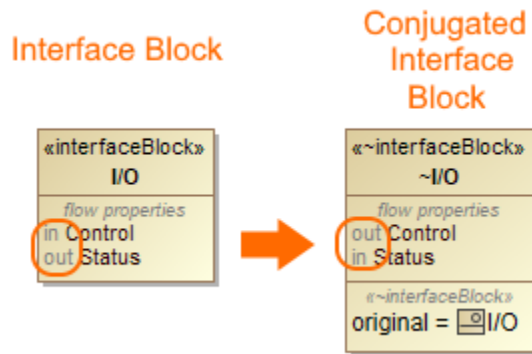 Interface Block
Conjugated
Interface
Block
«interfaceBlock»
I/O
flow properties
in Control
out Status
«~interfaceBlock»
~I/O
flow properties
out Control
in Status
«~interfaceBlock»
original = I/O